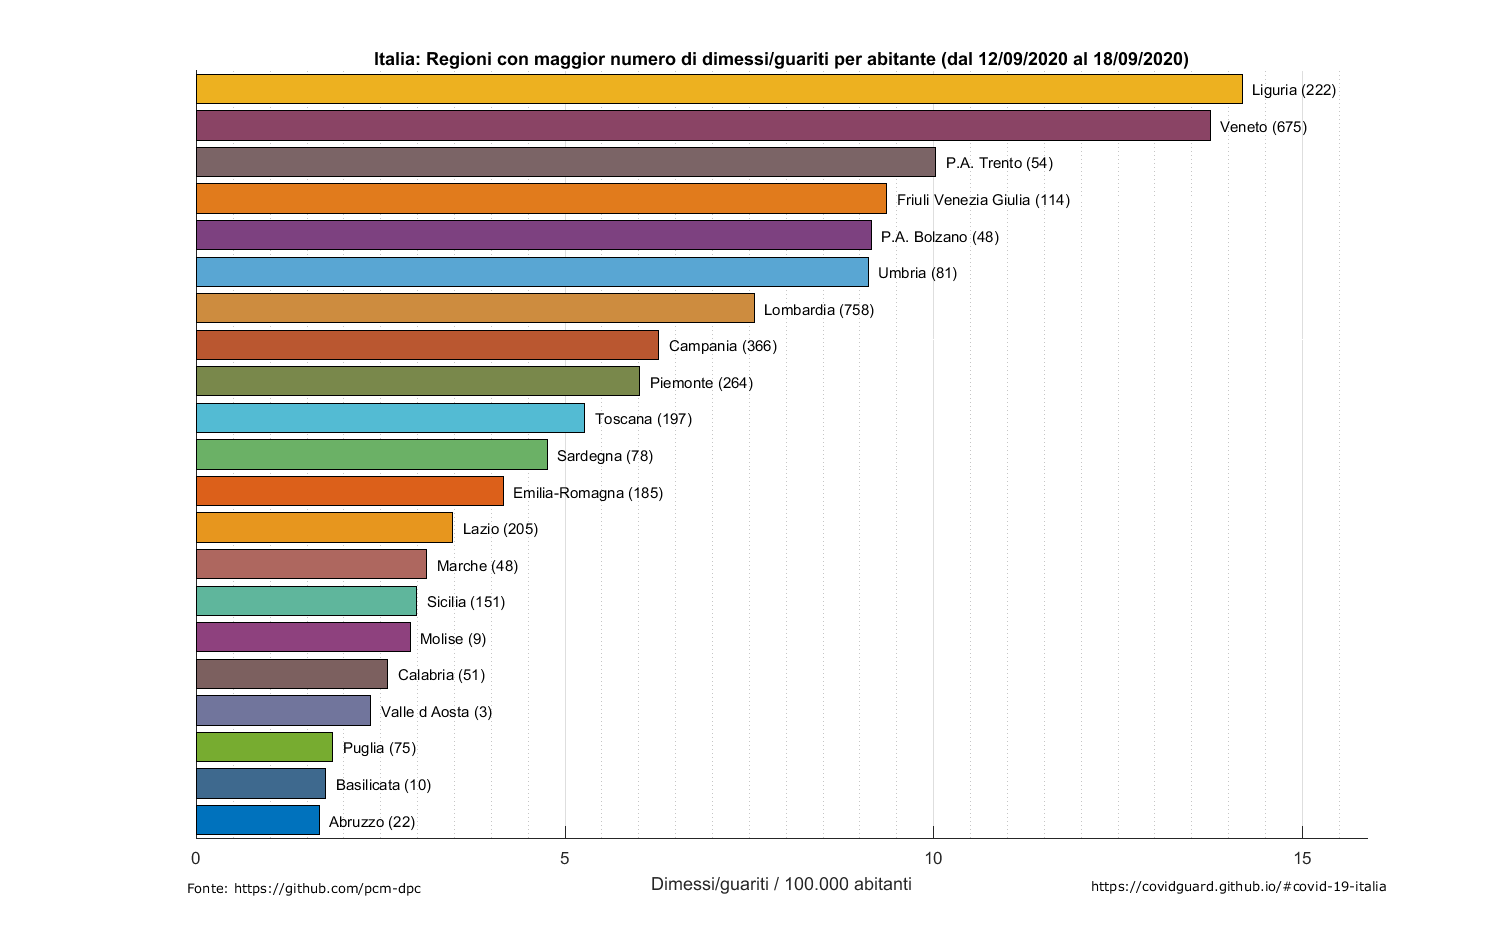 Italia: Regioni con maggior numero di dimessi/guariti per abitante (dal 12/09/2020 al 18/09/2020)
Liguria (222)
Veneto (675)
P.A. Trento (54)
Friuli Venezia Giulia (114)
P.A. Bolzano (48)
Umbria (81)
Lombardia (758)
Campania (366)
Piemonte (264)
Toscana (197)
Sardegna (78)
Emilia-Romagna (185)
Lazio (205)
Marche (48)
Sicilia (151)
Molise (9)
Calabria (51)
Valle d Aosta (3)
Puglia (75)
Basilicata (10)
Abruzzo (22)
0 5 10 15
Dimessi/guariti / 100.000 abitanti
Fonte: https://github.com/pcm-dpc
https://covidguard.github.io/#covid-19-italia